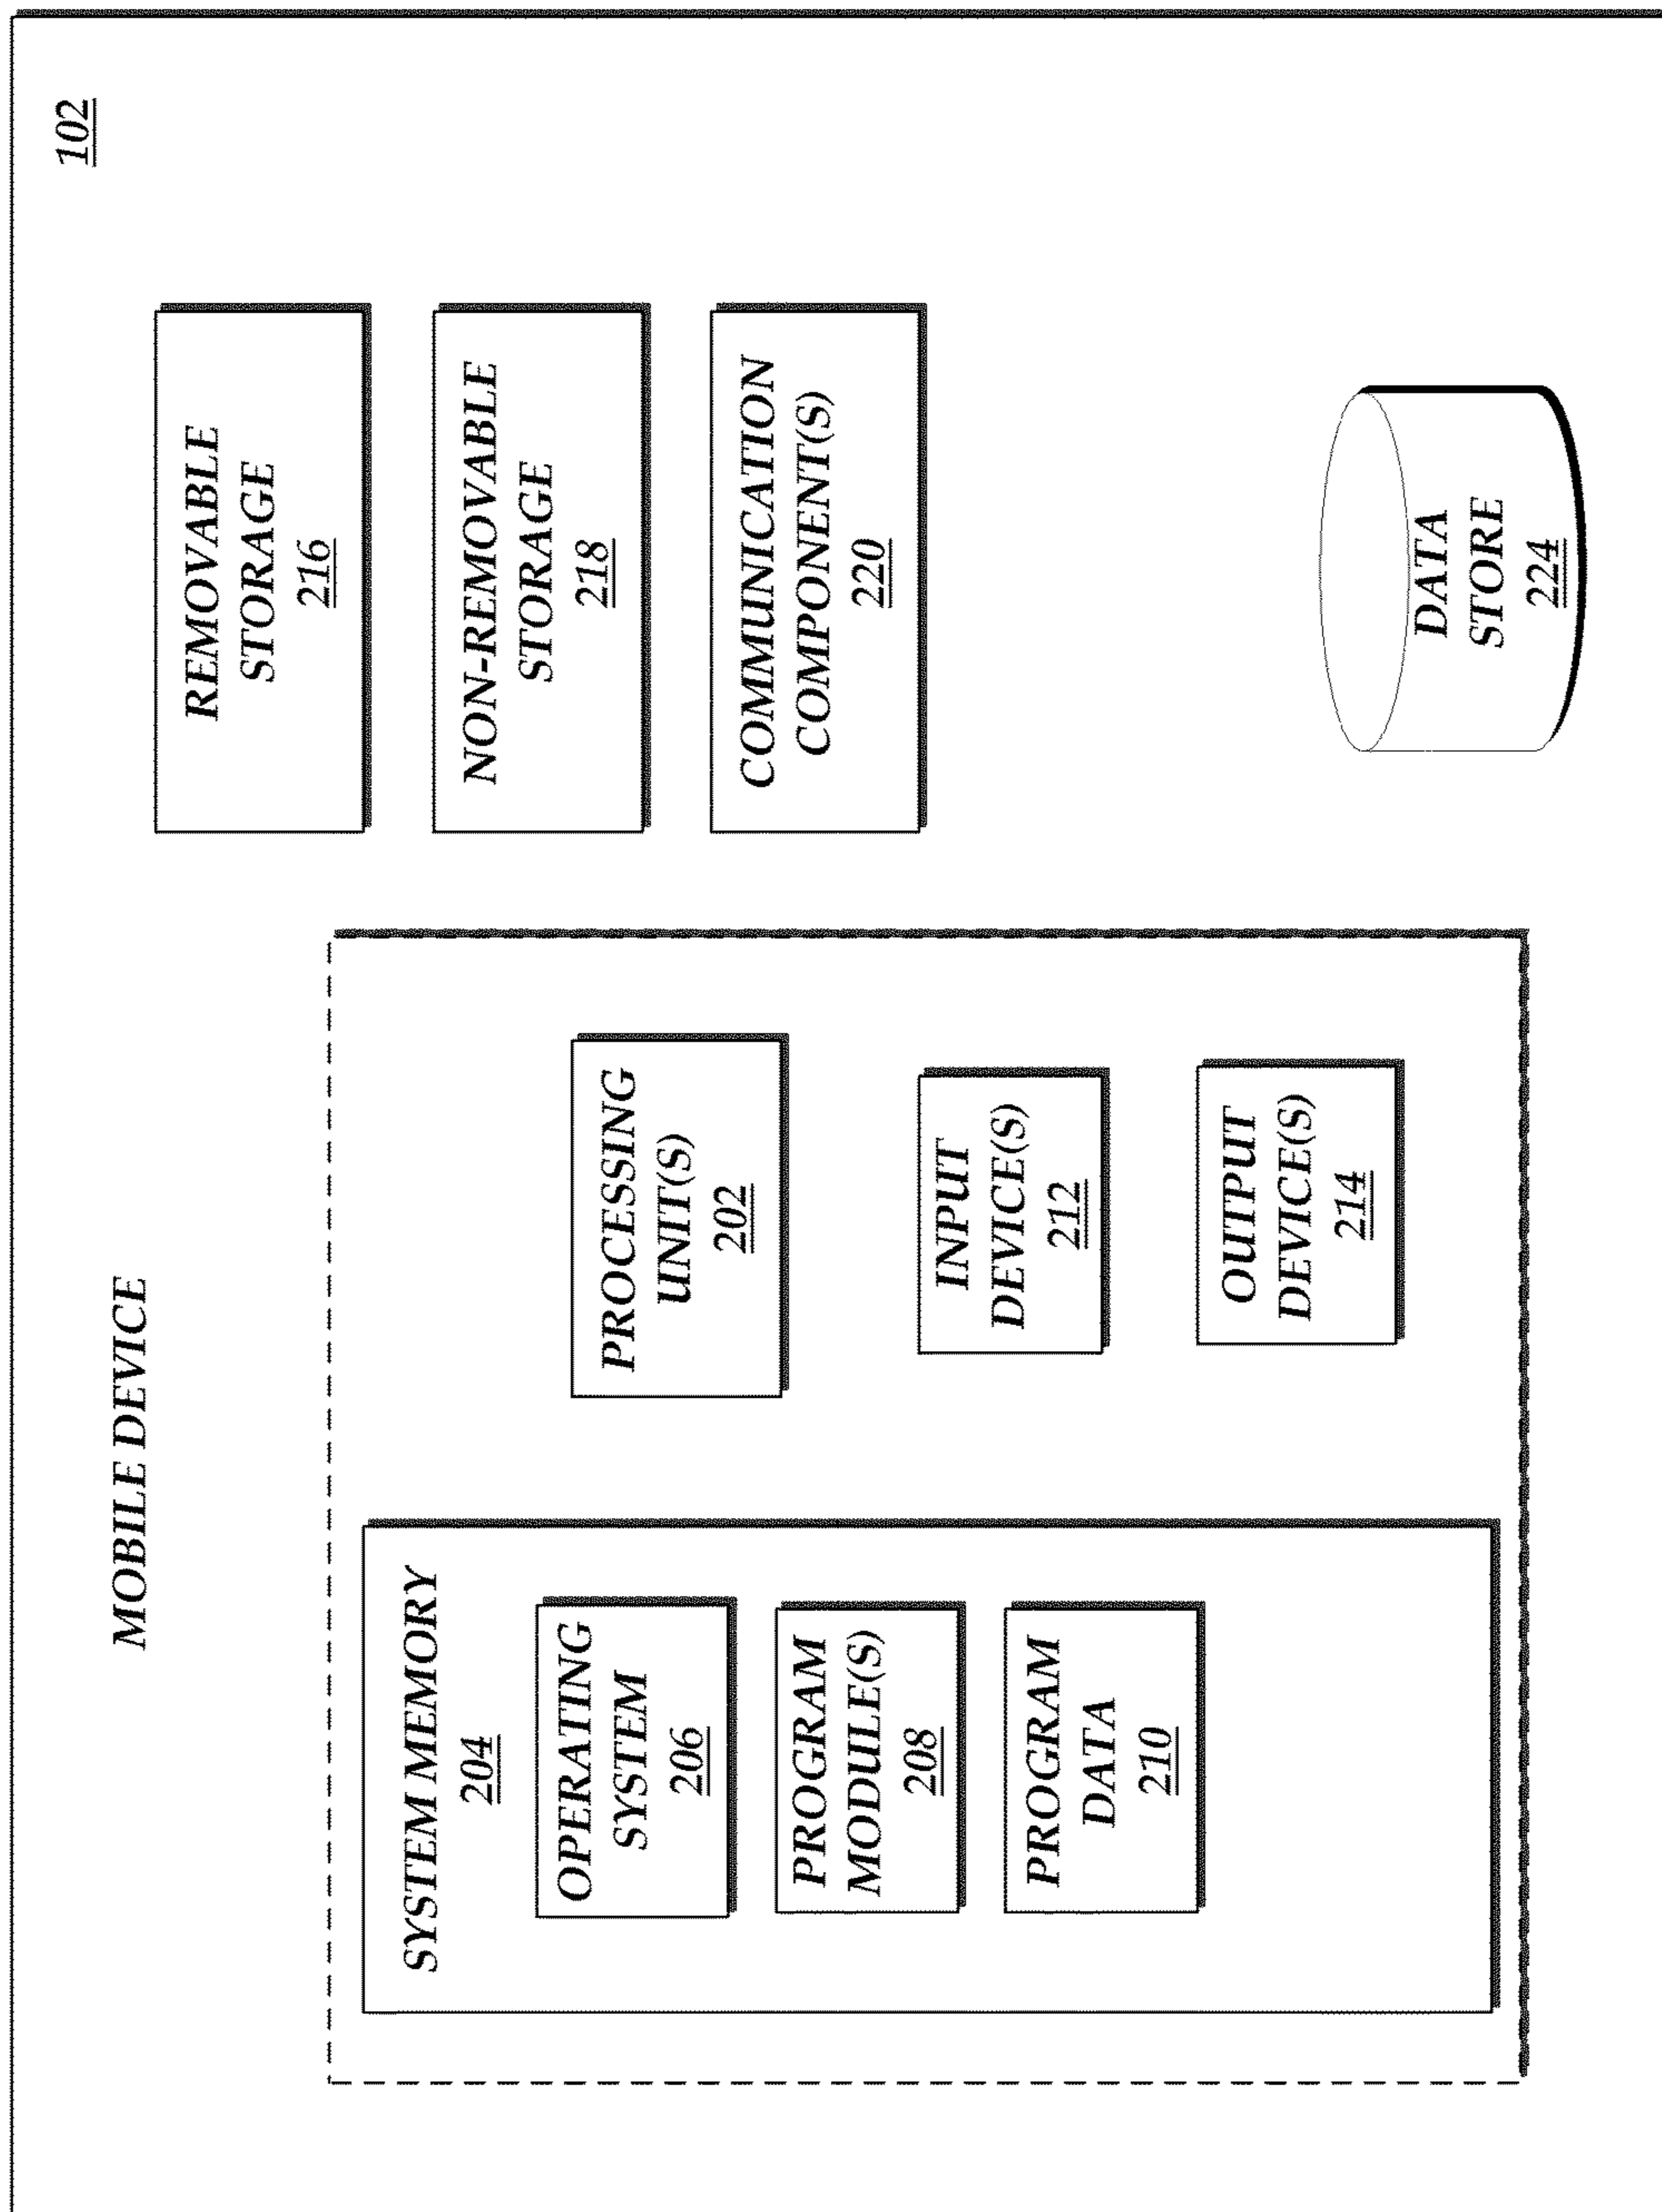 MOBILE DEVICE
102
SYSTEM MEMORY
204
OPERATING
SYSTEM
206
PROGRAM
MODULE(S)
208
PROGRAM
DATA
210
PROCESSING
UNIT(S)
202
INPUT
DEVICE(S)
212
OUTPUT
DEVICE(S)
214
REMOVABLE
STORAGE
216
NON-REMOVABLE
STORAGE
218
COMMUNICATION
COMPONENT(S)
220
DATA
STORE
224